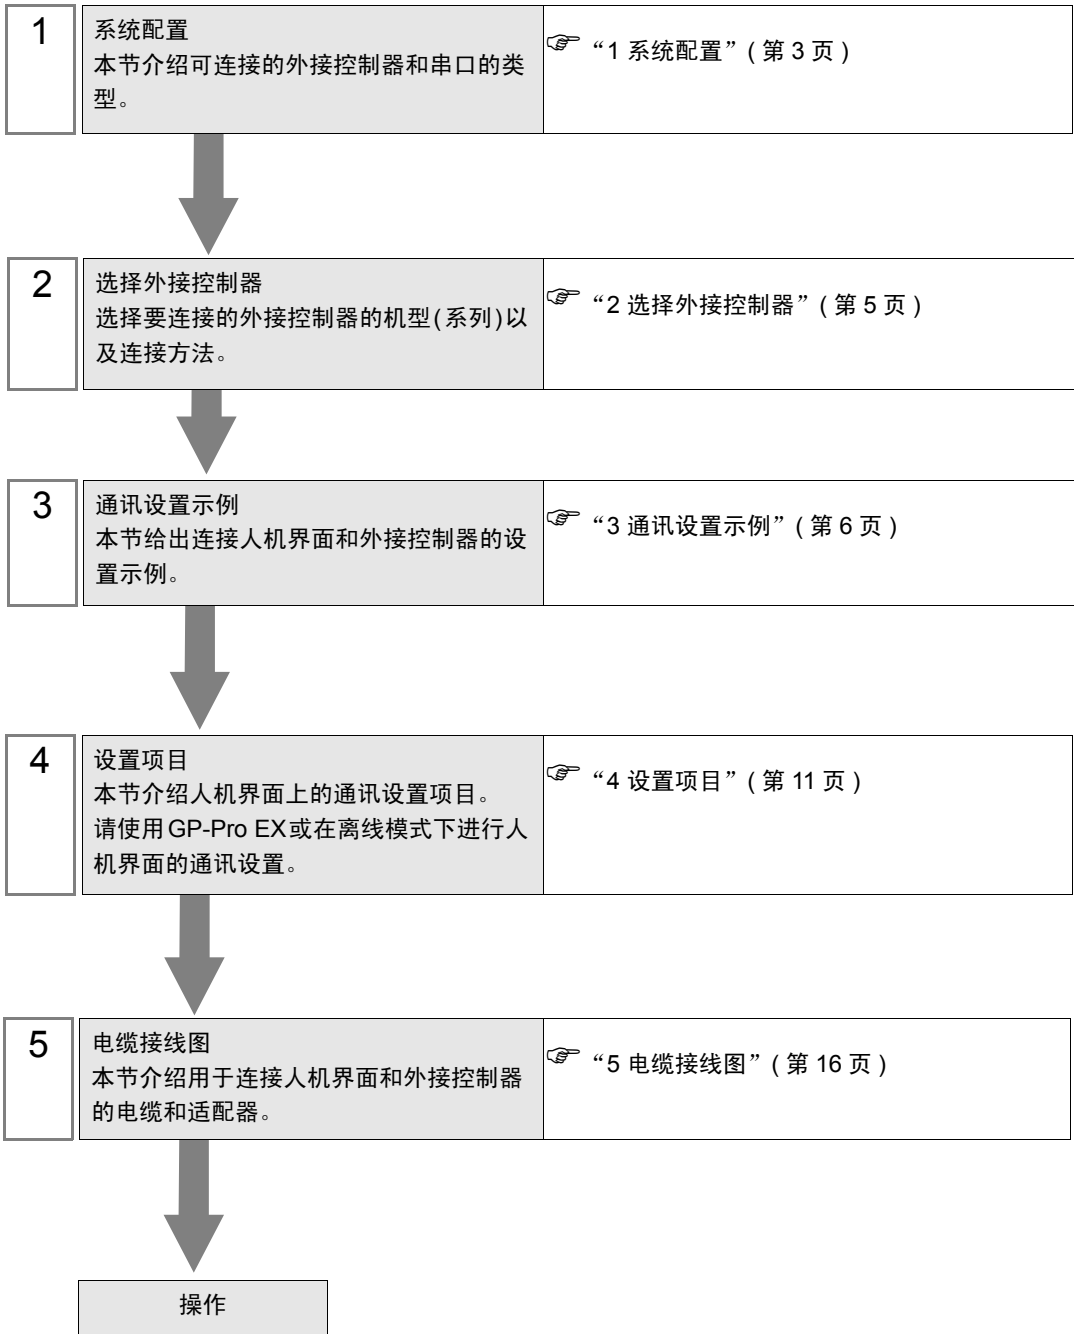 1
系统配置
本节介绍可连接的外接控制器和串口的类
型。
☞ “1 系统配置” ( 第 3 页 )
2
选择外接控制器
选择要连接的外接控制器的机型(系列)以
及连接方法。
☞ “2 选择外接控制器” ( 第 5 页 )
3
通讯设置示例
本节给出连接人机界面和外接控制器的设
置示例。
☞ “3 通讯设置示例” ( 第 6 页 )
4
设置项目
本节介绍人机界面上的通讯设置项目。
请使用GP-Pro EX或在离线模式下进行人
机界面的通讯设置。
☞ “4 设置项目” ( 第 11 页 )
5
电缆接线图
本节介绍用于连接人机界面和外接控制器
的电缆和适配器。
☞ “5 电缆接线图” ( 第 16 页 )
操作